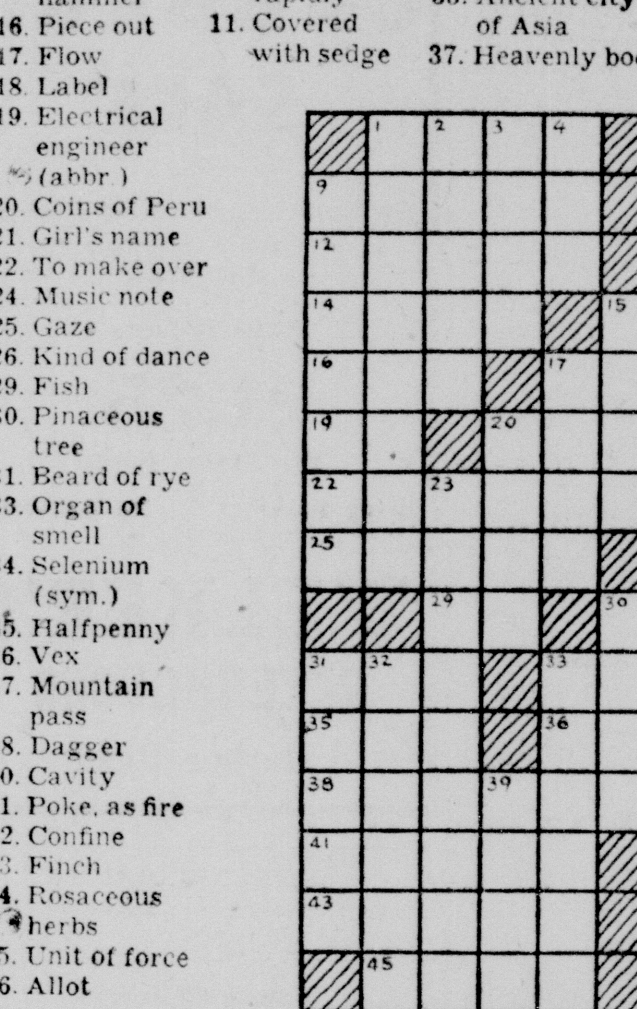 hammer
16. Piece out
17. Flow
18. Label
19. Electrical
engineer
(abbr.)
20. Coins of Peru
21. Girl's name
22. To make over
24. Music note
25. Gaze
26. Kind of dance
29. Fish
30. Pinaceous
tree
31. Beard of rye
33. Organ of
smell
34. Selenium
(sym.)
35. Halfpenny
36. Vex
37. Mountain
pass
38. Dagger
40. Cavity
41. Poke, as fire
42. Confine
43. Finch
44. Rosaceous
herbs
45. Unit of force
46. Allot
11. Covered
with sedge
of Asia
37. Heavenly
1 2 3 4
9
12
14 15
16 17
19 20
22 23
25
29 30
31 32 33
35 36
38 39
41
43
45